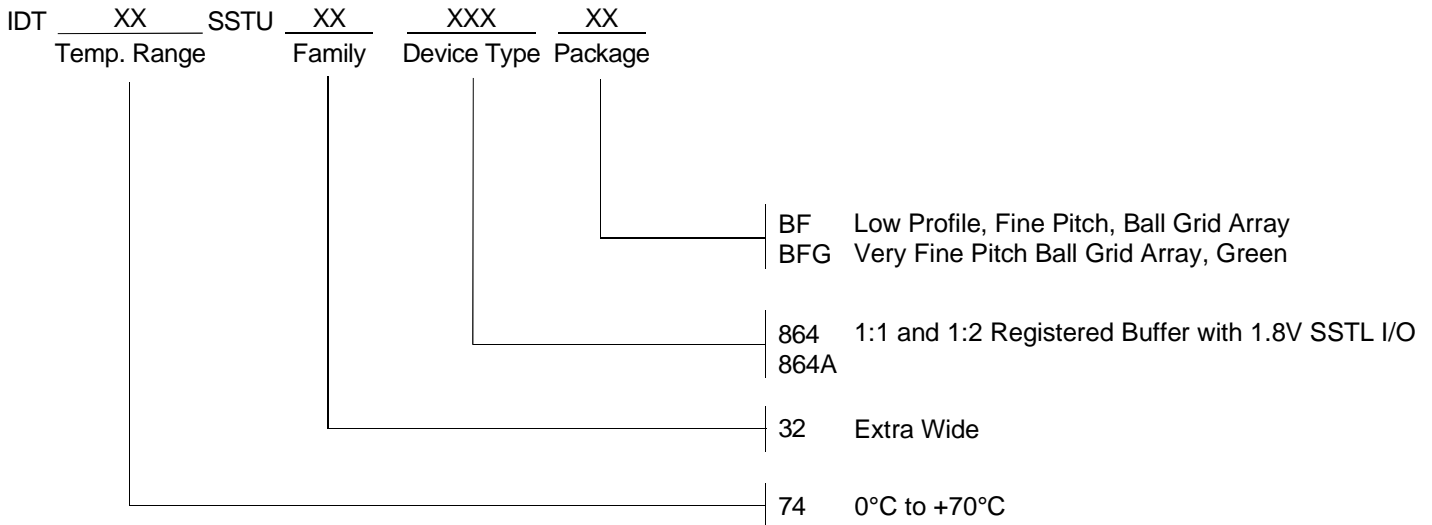 IDT XX SSTU XX XXX XX
Temp. Range Family Device Type Package
BF Low Profile, Fine Pitch, Ball Grid Array
BFG Very Fine Pitch Ball Grid Array, Green
864 1:1 and 1:2 Registered Buffer with 1.8V SSTL I/O
864A
32 Extra Wide
74 0°C to +70°C